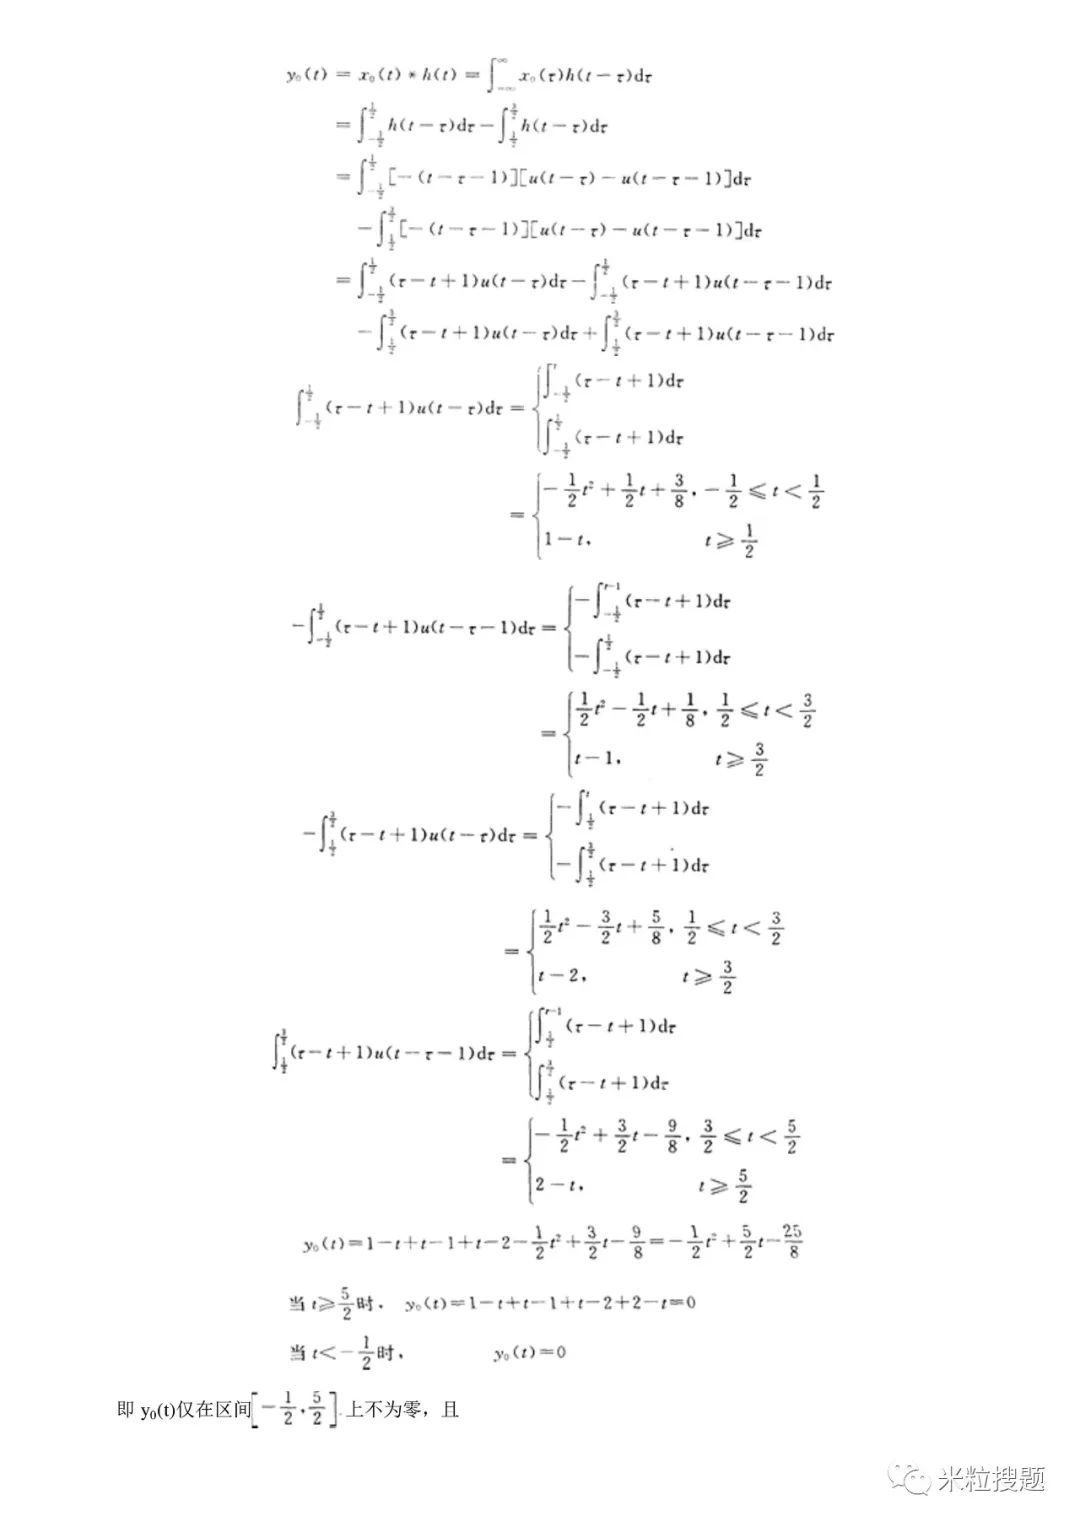 y₀(t) = x₀(t) * h(t) = ∫_{-∞}^{∞} x₀(τ)h(t-τ)dτ
= ∫_{-1/2}^{1/2} h(t-τ)dτ - ∫_{1/2}^{3/2} h(t-τ)dτ
= ∫_{-1/2}^{1/2} [-(t-τ-1)][u(t-τ)-u(t-τ-1)]dτ
- ∫_{1/2}^{3/2} [-(t-τ-1)][u(t-τ)-u(t-τ-1)]dτ
= ∫_{-1/2}^{1/2} (τ-t+1)u(t-τ)dτ - ∫_{-1/2}^{1/2} (τ-t+1)u(t-τ-1)dτ
- ∫_{1/2}^{3/2} (τ-t+1)u(t-τ)dτ + ∫_{1/2}^{3/2} (τ-t+1)u(t-τ-1)dτ
∫_{-1/2}^{1/2} (τ-t+1)u(t-τ)dτ = { ∫_{-1/2}^{t} (τ-t+1)dτ
∫_{-1/2}^{1/2} (τ-t+1)dτ
= { -1/2 t² + 1/2 t + 3/8, -1/2 ≤ t < 1/2
1-t, t ≥ 1/2
-∫_{-1/2}^{1/2} (τ-t+1)u(t-τ-1)dτ = { -∫_{-1/2}^{t-1} (τ-t+1)dτ
-∫_{-1/2}^{1/2} (τ-t+1)dτ
= { 1/2 t² - 1/2 t + 1/8, 1/2 ≤ t < 3/2
t-1, t ≥ 3/2
-∫_{1/2}^{3/2} (τ-t+1)u(t-τ)dτ = { -∫_{1/2}^{t} (τ-t+1)dτ
-∫_{1/2}^{3/2} (τ-t+1)dτ
= { 1/2 t² - 3/2 t + 5/8, 1/2 ≤ t < 3/2
t-2, t ≥ 3/2
∫_{1/2}^{3/2} (τ-t+1)u(t-τ-1)dτ = { ∫_{1/2}^{t-1} (τ-t+1)dτ
∫_{1/2}^{3/2} (τ-t+1)dτ
= { -1/2 t² + 3/2 t - 9/8, 3/2 ≤ t < 5/2
2-t, t ≥ 5/2
y₀(t)=1-t+t-1+t-2-1/2 t²+3/2 t-9/8=-1/2 t²+5/2 t-25/8
当 t≥5/2 时, y₀(t)=1-t+t-1+t-2+2-t=0
当 t<-1/2 时, y₀(t)=0
即 y₀(t)仅在区间[-1/2,5/2]上不为零，且
米粒搜题